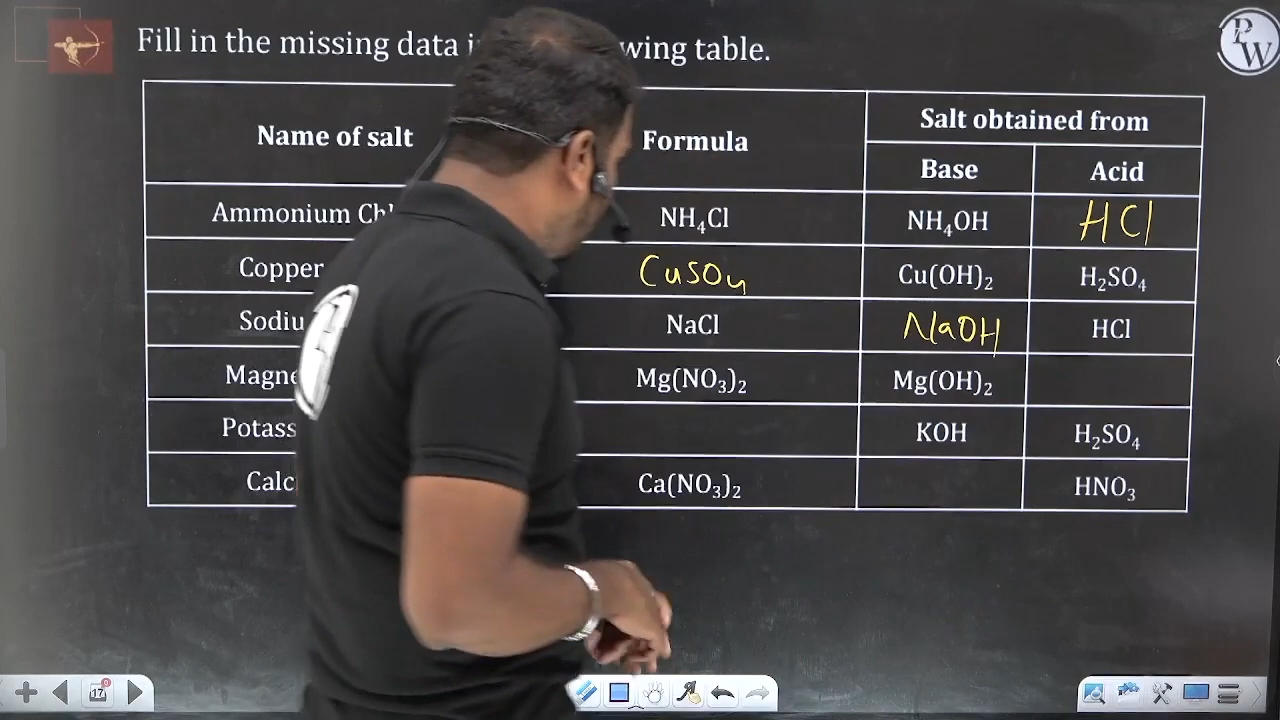 Fill in the missing data wing table.
PW
Name of salt Formula Salt obtained from
Base Acid
Ammonium Chl NH₄Cl NH₄OH HCl
Copper CuSO₄ Cu(OH)₂ H₂SO₄
Sodiu NaCl NaOH HCl
Magne Mg(NO₃)₂ Mg(OH)₂
Potass KOH H₂SO₄
Calc Ca(NO₃)₂ HNO₃
17